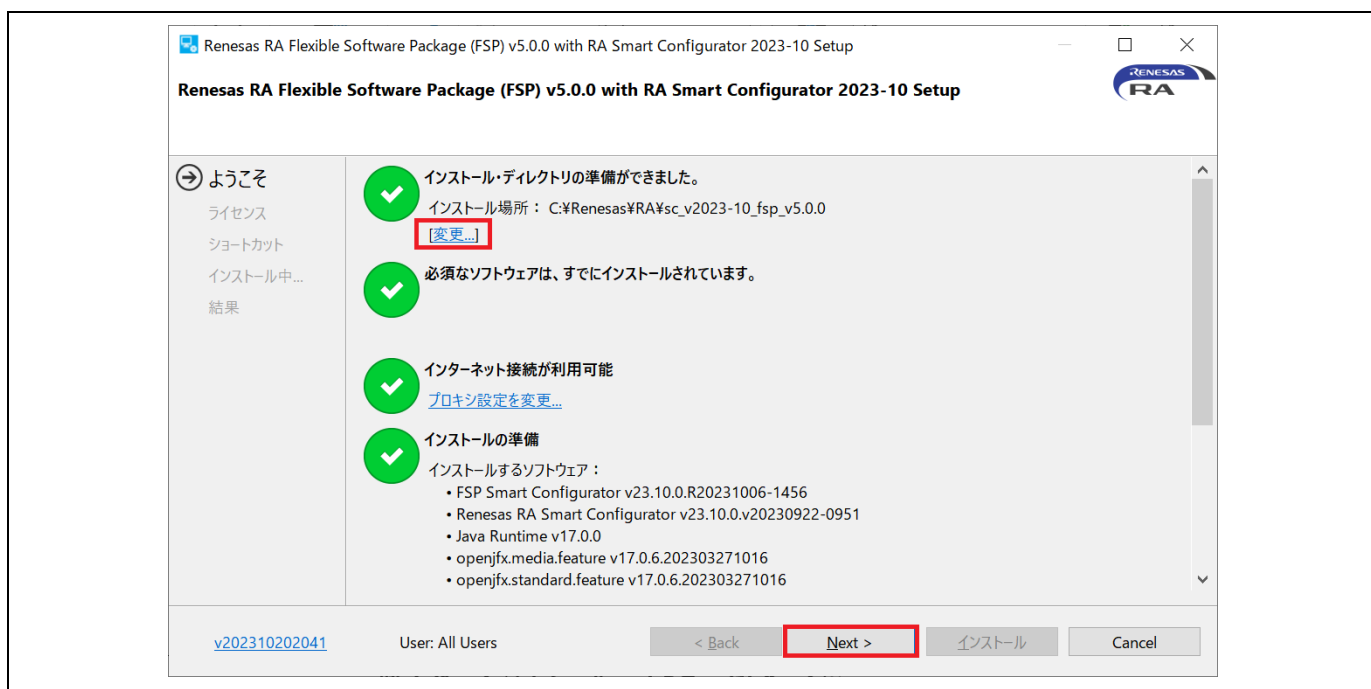 Renesas RA Flexible Software Package (FSP) v5.0.0 with RA Smart Configurator 2023-10 Setup
Renesas RA Flexible Software Package (FSP) v5.0.0 with RA Smart Configurator 2023-10 Setup
RENESAS
RA
ようこそ
ライセンス
ショートカット
インストール中...
結果
インストール・ディレクトリの準備ができました。
インストール場所： C:¥Renesas¥RA¥sc_v2023-10_fsp_v5.0.0
[変更...]
必須なソフトウェアは、すでにインストールされています。
インターネット接続が利用可能
プロキシ設定を変更...
インストールの準備
インストールするソフトウェア：
• FSP Smart Configurator v23.10.0.R20231006-1456
• Renesas RA Smart Configurator v23.10.0.v20230922-0951
• Java Runtime v17.0.0
• openjfx.media.feature v17.0.6.202303271016
• openjfx.standard.feature v17.0.6.202303271016
v202310202041
User: All Users
< Back
Next >
インストール
Cancel